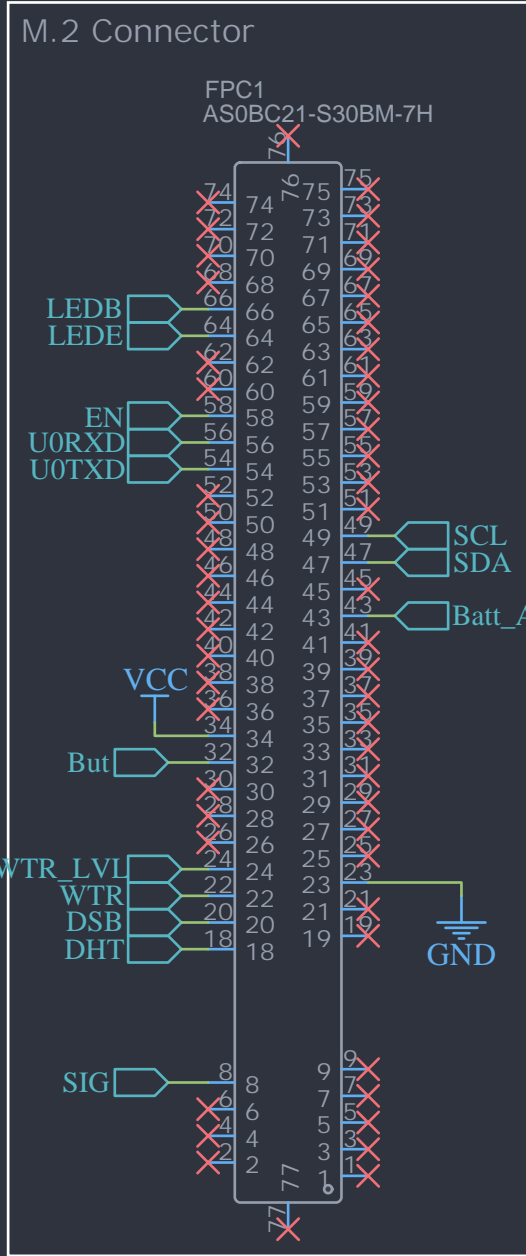 M.2 Connector
FPC1
AS0BC21-S30BM-7H
76
76
74 74 75 75
72 72 73 73
70 70 71 71
68 68 69 69
LEDB 66 66 67 67
LEDE 64 64 65 65
62 62 63 63
60 60 61 61
EN 58 58 59 59
U0RXD 56 56 57 57
U0TXD 54 54 55 55
52 52 53 53
50 50 51 51
48 48 49 49 SCL
46 46 47 47 SDA
44 44 45 45
42 42 43 43 Batt_A
40 40 41 41
38 38 39 39
VCC
36 36 37 37
34 34 35 35
But 32 32 33 33
30 30 31 31
28 28 29 29
26 26 27 27
WTR_LVL 24 24 25 25
WTR 22 22 23 23
DSB 20 20 21 21
DHT 18 18 19 19
GND
SIG 8 8 9 9
6 6 7 7
4 4 5 5
2 2 3 3
1 1
77
77